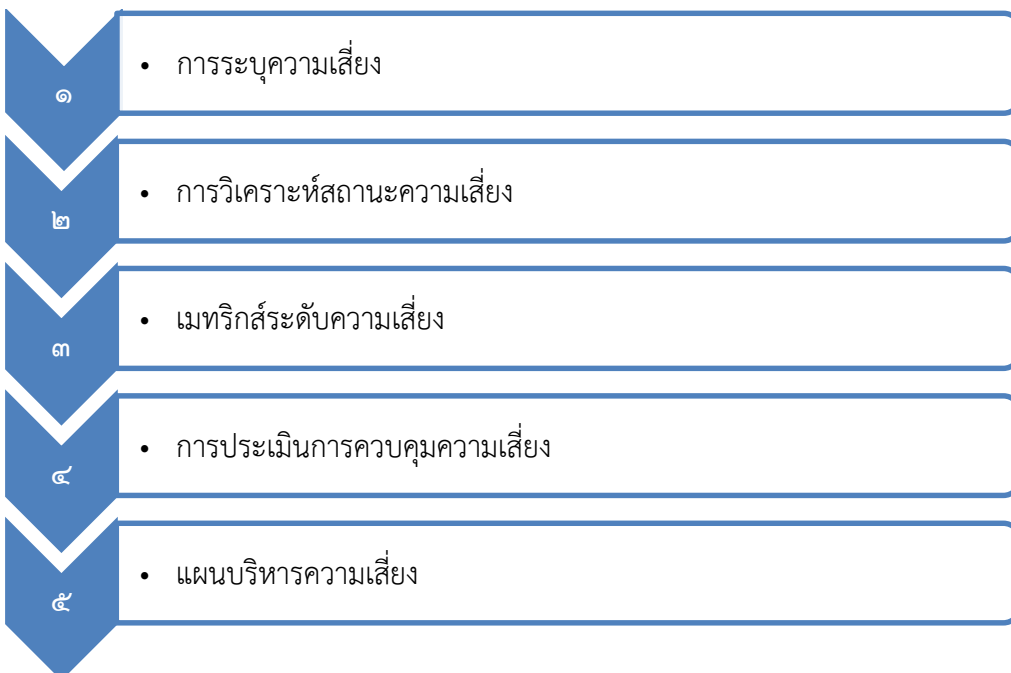 ๑
• การระบุความเสี่ยง
๒
• การวิเคราะห์สถานะความเสี่ยง
๓
• เมทริกส์ระดับความเสี่ยง
๔
• การประเมินการควบคุมความเสี่ยง
๕
• แผนบริหารความเสี่ยง